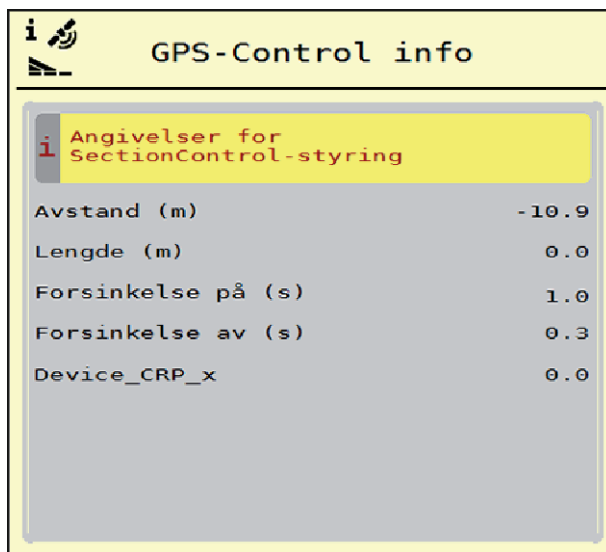 i
GPS-Control info
i
Angivelser for
SectionControl-styring
Avstand (m) -10.9
Lengde (m) 0.0
Forsinkelse på (s) 1.0
Forsinkelse av (s) 0.3
Device_CRP_x 0.0